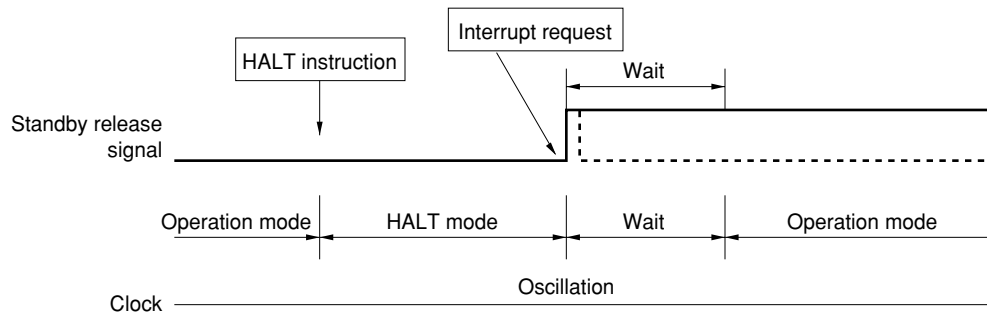 Interrupt request
HALT instruction
Wait
Standby release
signal
Operation mode
HALT mode
Wait
Operation mode
Oscillation
Clock